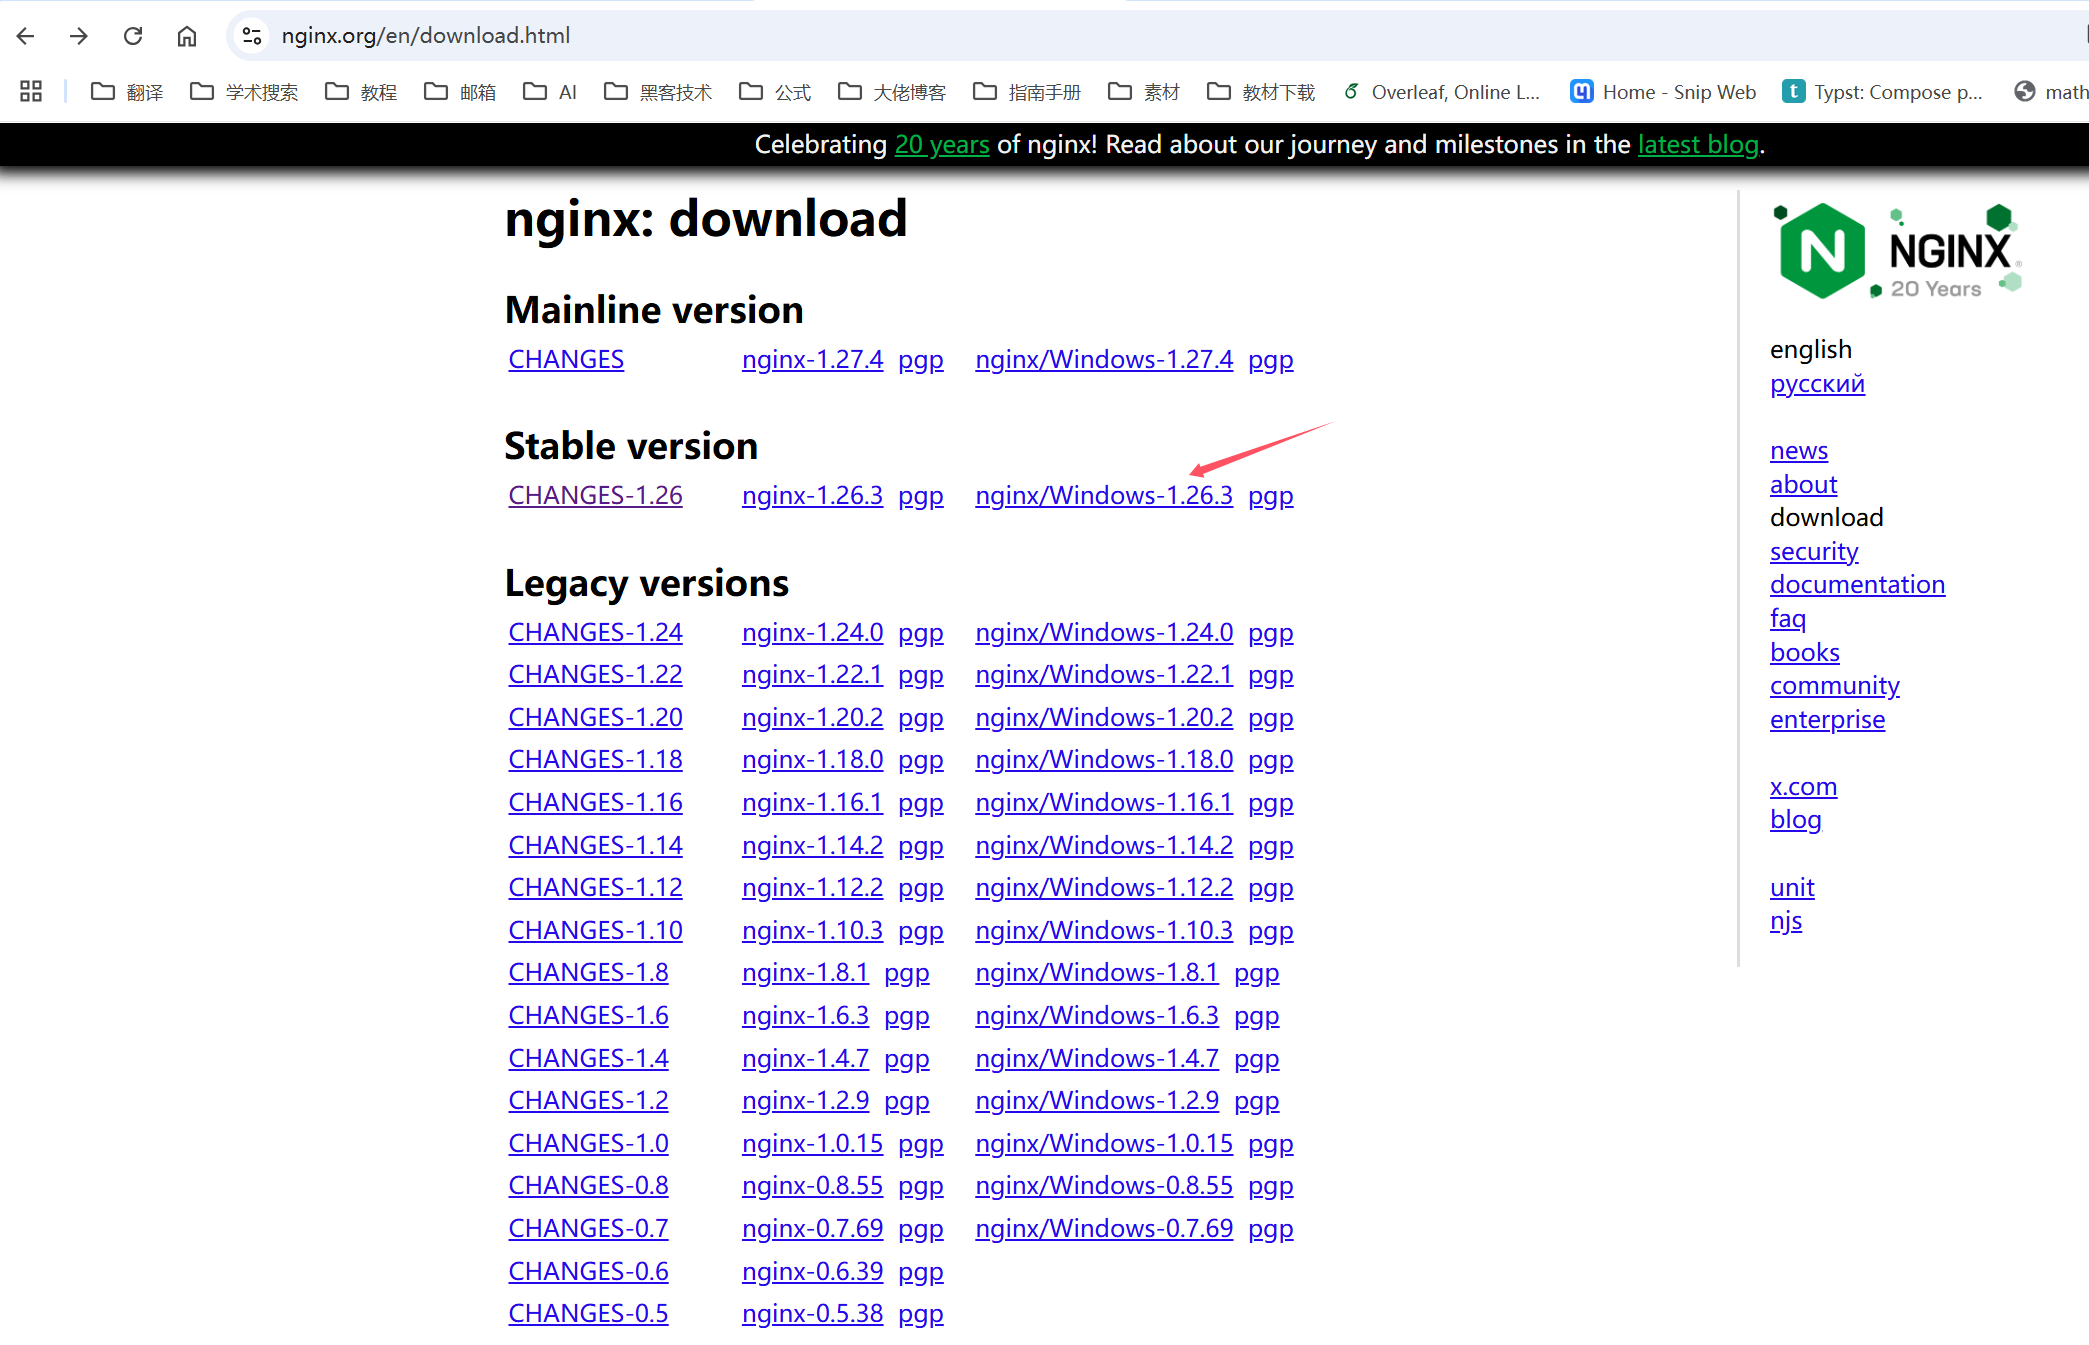 nginx.org/en/download.html
翻译 学术搜索 教程 邮箱 AI 黑客技术 公式 大佬博客 指南手册 素材 教材下载 Overleaf, Online L... Home - Snip Web Typst: Compose p... math
Celebrating 20 years of nginx! Read about our journey and milestones in the latest blog.
nginx: download
Mainline version
CHANGES nginx-1.27.4 pgp nginx/Windows-1.27.4 pgp
Stable version
CHANGES-1.26 nginx-1.26.3 pgp nginx/Windows-1.26.3 pgp
Legacy versions
CHANGES-1.24 nginx-1.24.0 pgp nginx/Windows-1.24.0 pgp
CHANGES-1.22 nginx-1.22.1 pgp nginx/Windows-1.22.1 pgp
CHANGES-1.20 nginx-1.20.2 pgp nginx/Windows-1.20.2 pgp
CHANGES-1.18 nginx-1.18.0 pgp nginx/Windows-1.18.0 pgp
CHANGES-1.16 nginx-1.16.1 pgp nginx/Windows-1.16.1 pgp
CHANGES-1.14 nginx-1.14.2 pgp nginx/Windows-1.14.2 pgp
CHANGES-1.12 nginx-1.12.2 pgp nginx/Windows-1.12.2 pgp
CHANGES-1.10 nginx-1.10.3 pgp nginx/Windows-1.10.3 pgp
CHANGES-1.8 nginx-1.8.1 pgp nginx/Windows-1.8.1 pgp
CHANGES-1.6 nginx-1.6.3 pgp nginx/Windows-1.6.3 pgp
CHANGES-1.4 nginx-1.4.7 pgp nginx/Windows-1.4.7 pgp
CHANGES-1.2 nginx-1.2.9 pgp nginx/Windows-1.2.9 pgp
CHANGES-1.0 nginx-1.0.15 pgp nginx/Windows-1.0.15 pgp
CHANGES-0.8 nginx-0.8.55 pgp nginx/Windows-0.8.55 pgp
CHANGES-0.7 nginx-0.7.69 pgp nginx/Windows-0.7.69 pgp
CHANGES-0.6 nginx-0.6.39 pgp
CHANGES-0.5 nginx-0.5.38 pgp
N NGINX®
20 Years
english
русский
news
about
download
security
documentation
faq
books
community
enterprise
x.com
blog
unit
njs